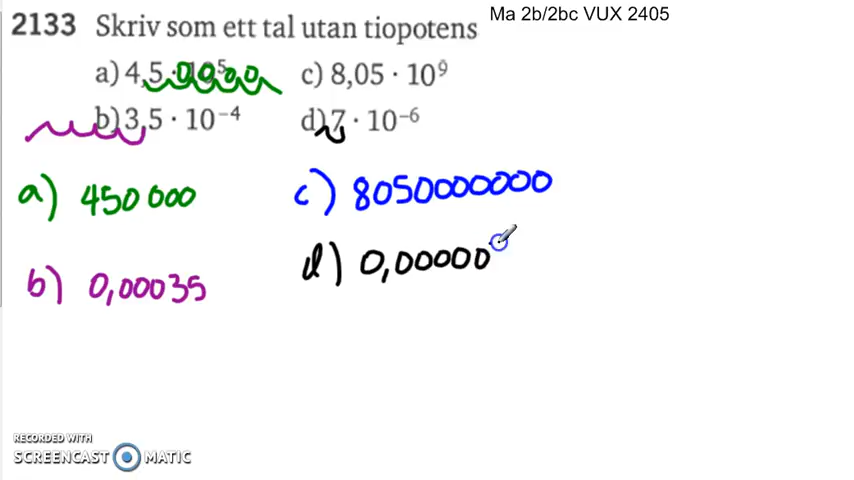 Ma 2b/2bc VUX 2405
2133 Skriv som ett tal utan tiopotens
a) 4,5 · 10⁵
c) 8,05 · 10⁹
b) 3,5 · 10⁻⁴
d) 7 · 10⁻⁶
a) 450 000
c) 8050000000
b) 0,00035
d) 0,00000
RECORDED WITH
SCREENCAST MATIC